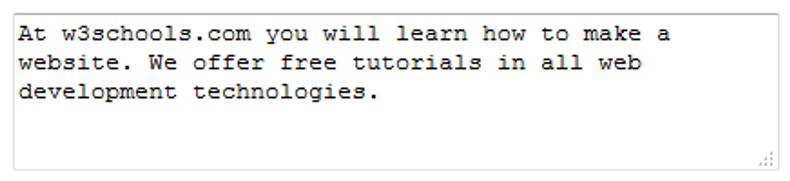 At w3schools.com you will learn how to make a
website. We offer free tutorials in all web
development technologies.